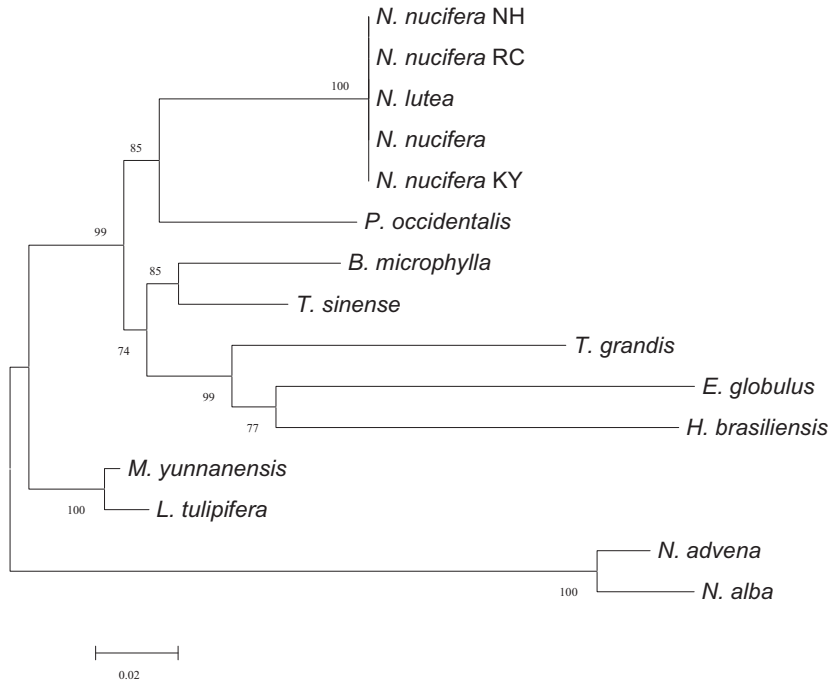 N. nucifera NH
100
N. nucifera RC
N. lutea
85
N. nucifera
N. nucifera KY
P. occidentalis
99
B. microphylla
85
T. sinense
74
T. grandis
99
E. globulus
77
H. brasiliensis
M. yunnanensis
100
L. tulipifera
N. advena
100
N. alba
0.02